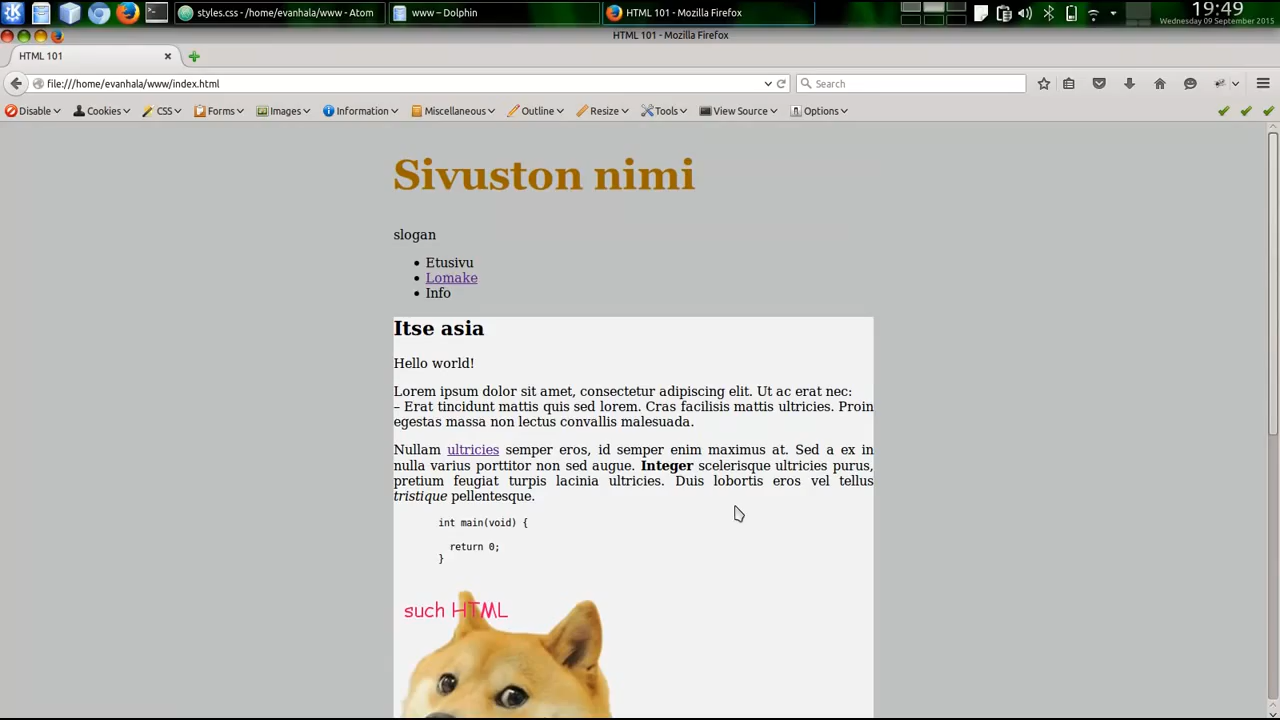 styles.css - /home/evanhala/www - Atom
www – Dolphin
HTML 101 - Mozilla Firefox
19:49
Wednesday 09 September 2015
HTML 101 - Mozilla Firefox
HTML 101
file:///home/evanhala/www/index.html
Search
Disable Cookies CSS Forms Images Information Miscellaneous Outline Resize Tools View Source Options
Sivuston nimi
slogan
• Etusivu
• Lomake
• Info
Itse asia
Hello world!
Lorem ipsum dolor sit amet, consectetur adipiscing elit. Ut ac erat nec:
– Erat tincidunt mattis quis sed lorem. Cras facilisis mattis ultricies. Proin
egestas massa non lectus convallis malesuada.
Nullam ultricies semper eros, id semper enim maximus at. Sed a ex in
nulla varius porttitor non sed augue. Integer scelerisque ultricies purus,
pretium feugiat turpis lacinia ultricies. Duis lobortis eros vel tellus
tristique pellentesque.
int main(void) {
return 0;
}
such HTML